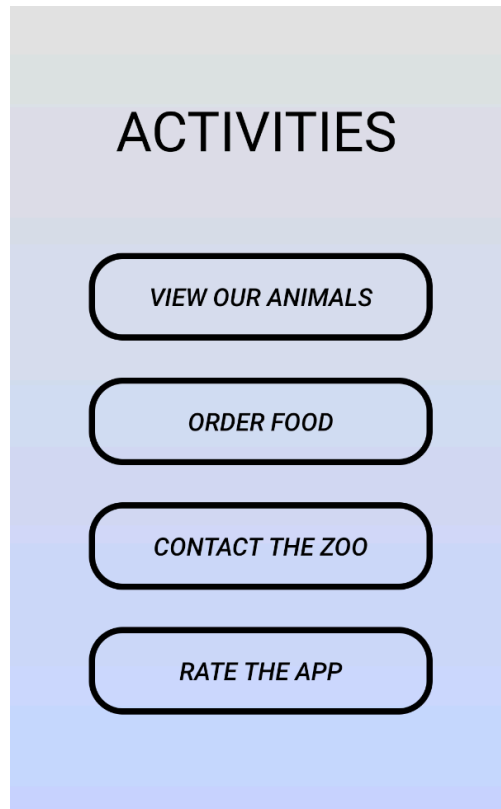 ACTIVITIES
VIEW OUR ANIMALS
ORDER FOOD
CONTACT THE ZOO
RATE THE APP